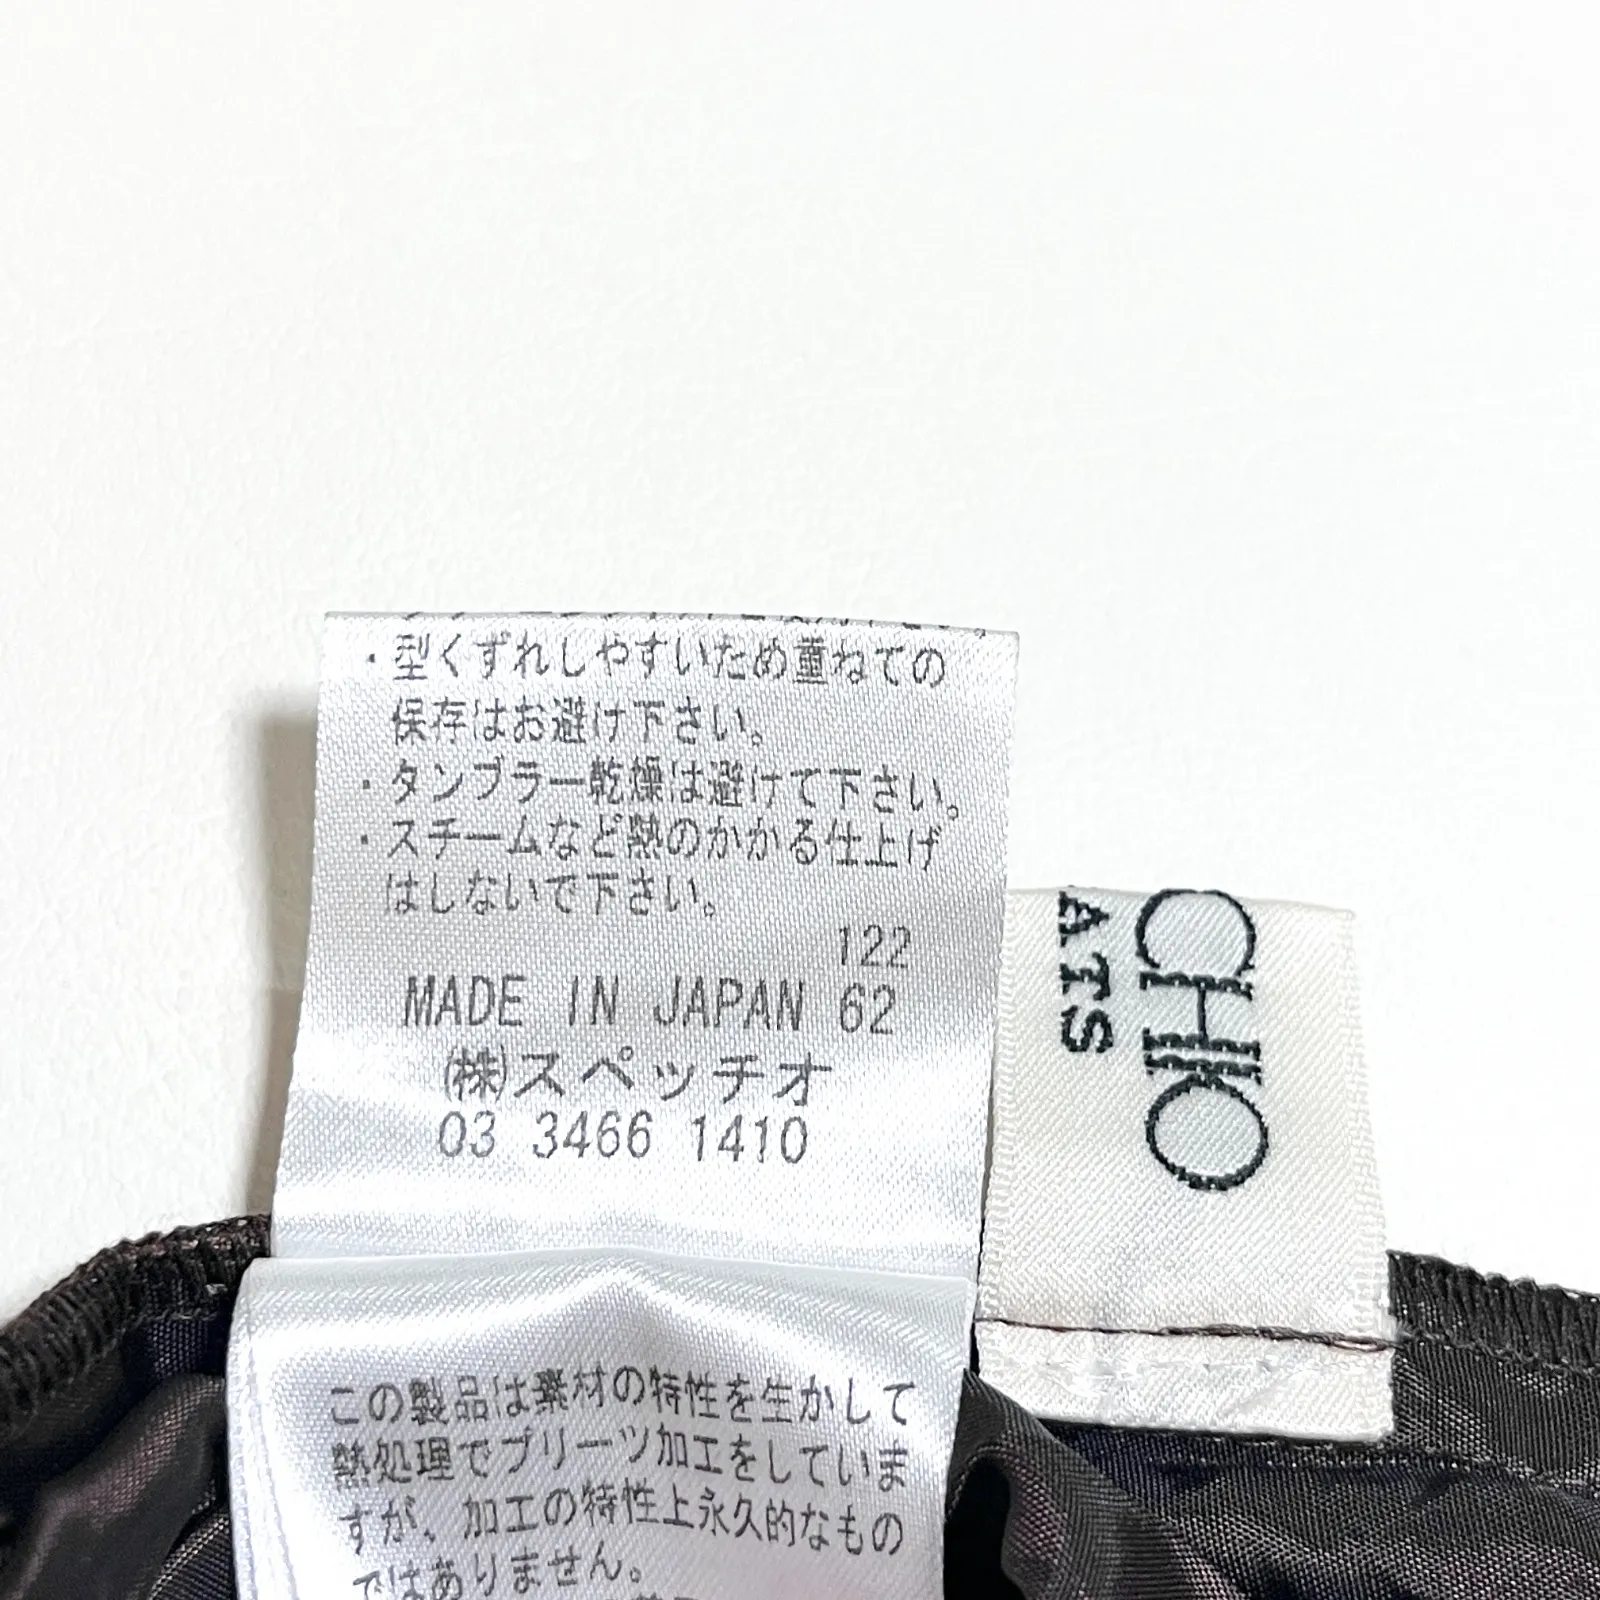 ・型くずれしやすいため重ねての
保存はお避け下さい。
・タンブラー乾燥は避けて下さい。
・スチームなど熱のかかる仕上げ
はしないで下さい。
122
MADE IN JAPAN 62
(株)スペッチオ
03 3466 1410
この製品は素材の特性を生かして
熱処理でプリーツ加工をしていま
すが、加工の特性上永久的なもの
ではありません。
CHIKO
ATS